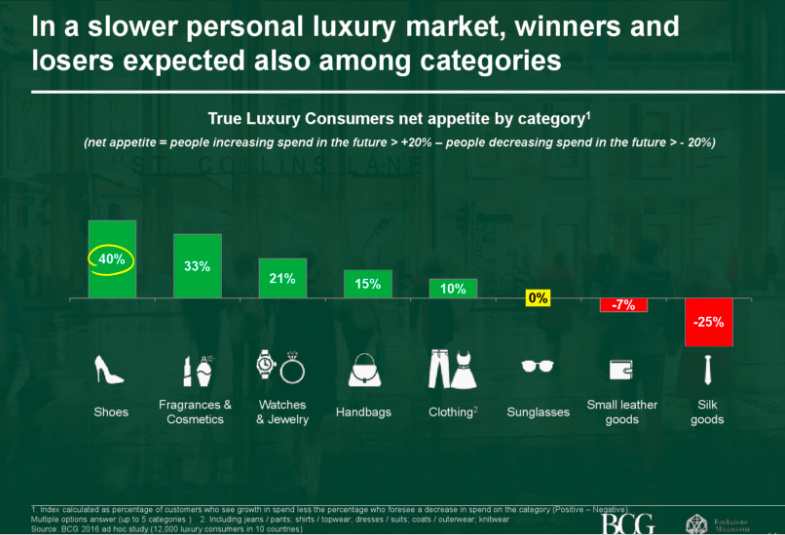 In a slower personal luxury market, winners and
losers expected also among categories
True Luxury Consumers net appetite by category¹
(net appetite = people increasing spend in the future > +20% – people decreasing spend in the future > - 20%)
ST. COLLINS LANE
40%
33%
21%
15%
10%
0%
-7%
-25%
Shoes
Fragrances &
Cosmetics
Watches
& Jewelry
Handbags
Clothing²
Sunglasses
Small leather
goods
Silk
goods
1. Index calculated as percentage of customers who see growth in spend less the percentage who foresee a decrease in spend on the category (Positive – Negative)
Multiple options answer (up to 5 categories ) 2. Including jeans / pants; shirts / topwear; dresses / suits; coats / outerwear; knitwear
Source: BCG 2016 ad hoc study (12,000 luxury consumers in 10 countries)
BCG